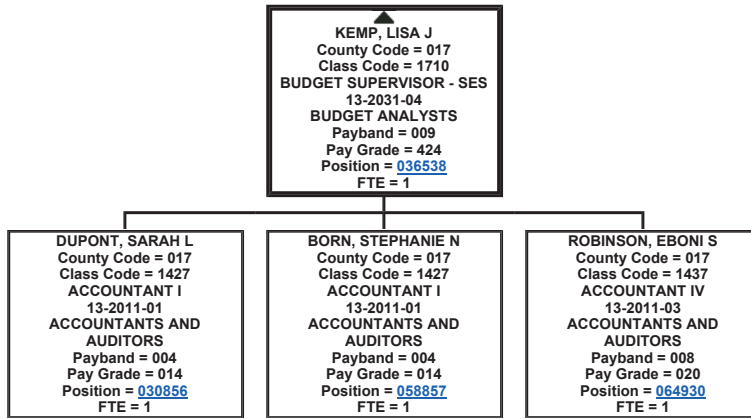 KEMP, LISA J
County Code = 017
Class Code = 1710
BUDGET SUPERVISOR - SES
13-2031-04
BUDGET ANALYSTS
Payband = 009
Pay Grade = 424
Position = 036538
FTE = 1
DUPONT, SARAH L
County Code = 017
Class Code = 1427
ACCOUNTANT I
13-2011-01
ACCOUNTANTS AND
AUDITORS
Payband = 004
Pay Grade = 014
Position = 030856
FTE = 1
BORN, STEPHANIE N
County Code = 017
Class Code = 1427
ACCOUNTANT I
13-2011-01
ACCOUNTANTS AND
AUDITORS
Payband = 004
Pay Grade = 014
Position = 058857
FTE = 1
ROBINSON, EBONI S
County Code = 017
Class Code = 1437
ACCOUNTANT IV
13-2011-03
ACCOUNTANTS AND
AUDITORS
Payband = 008
Pay Grade = 020
Position = 064930
FTE = 1